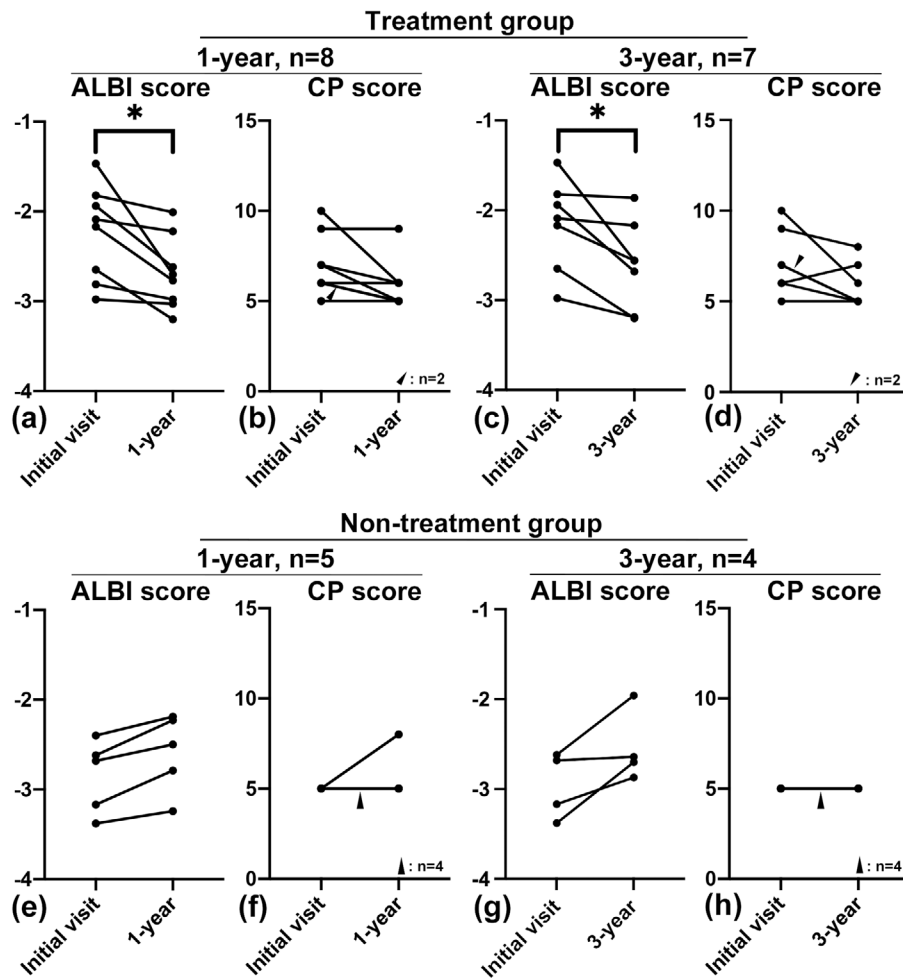 Treatment group
1-year, n=8
3-year, n=7
ALBI score
CP score
ALBI score
CP score
*
*
-1
-2
-3
-4
15
10
5
0
-1
-2
-3
-4
15
10
5
0
: n=2
: n=2
(a)
(b)
(c)
(d)
Initial visit
1-year
Initial visit
1-year
Initial visit
3-year
Initial visit
3-year
Non-treatment group
1-year, n=5
3-year, n=4
ALBI score
CP score
ALBI score
CP score
-1
-2
-3
-4
15
10
5
0
-1
-2
-3
-4
15
10
5
0
: n=4
: n=4
(e)
(f)
(g)
(h)
Initial visit
1-year
Initial visit
1-year
Initial visit
3-year
Initial visit
3-year